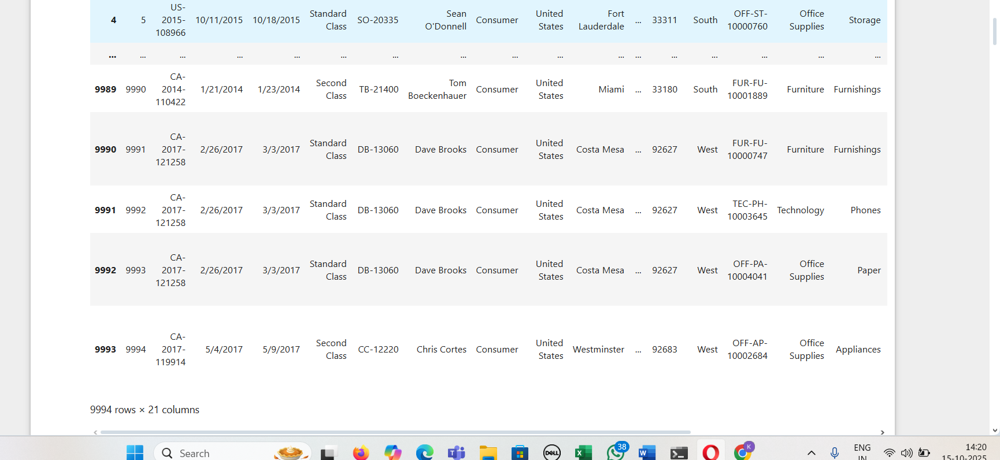 4 5 US-2015-108966 10/11/2015 10/18/2015 Standard Class SO-20335 Sean O'Donnell Consumer United States Fort Lauderdale ... 33311 South OFF-ST-10000760 Office Supplies Storage
... ... ... ... ... ... ... ... ... ... ... ... ... ... ... ... ...
9989 9990 CA-2014-110422 1/21/2014 1/23/2014 Second Class TB-21400 Tom Boeckenhauer Consumer United States Miami ... 33180 South FUR-FU-10001889 Furniture Furnishings
9990 9991 CA-2017-121258 2/26/2017 3/3/2017 Standard Class DB-13060 Dave Brooks Consumer United States Costa Mesa ... 92627 West FUR-FU-10000747 Furniture Furnishings
9991 9992 CA-2017-121258 2/26/2017 3/3/2017 Standard Class DB-13060 Dave Brooks Consumer United States Costa Mesa ... 92627 West TEC-PH-10003645 Technology Phones
9992 9993 CA-2017-121258 2/26/2017 3/3/2017 Standard Class DB-13060 Dave Brooks Consumer United States Costa Mesa ... 92627 West OFF-PA-10004041 Office Supplies Paper
9993 9994 CA-2017-119914 5/4/2017 5/9/2017 Second Class CC-12220 Chris Cortes Consumer United States Westminster ... 92683 West OFF-AP-10002684 Office Supplies Appliances
9994 rows × 21 columns
Search
DELL
38
K
ENG
IN
14:20
15-10-2025